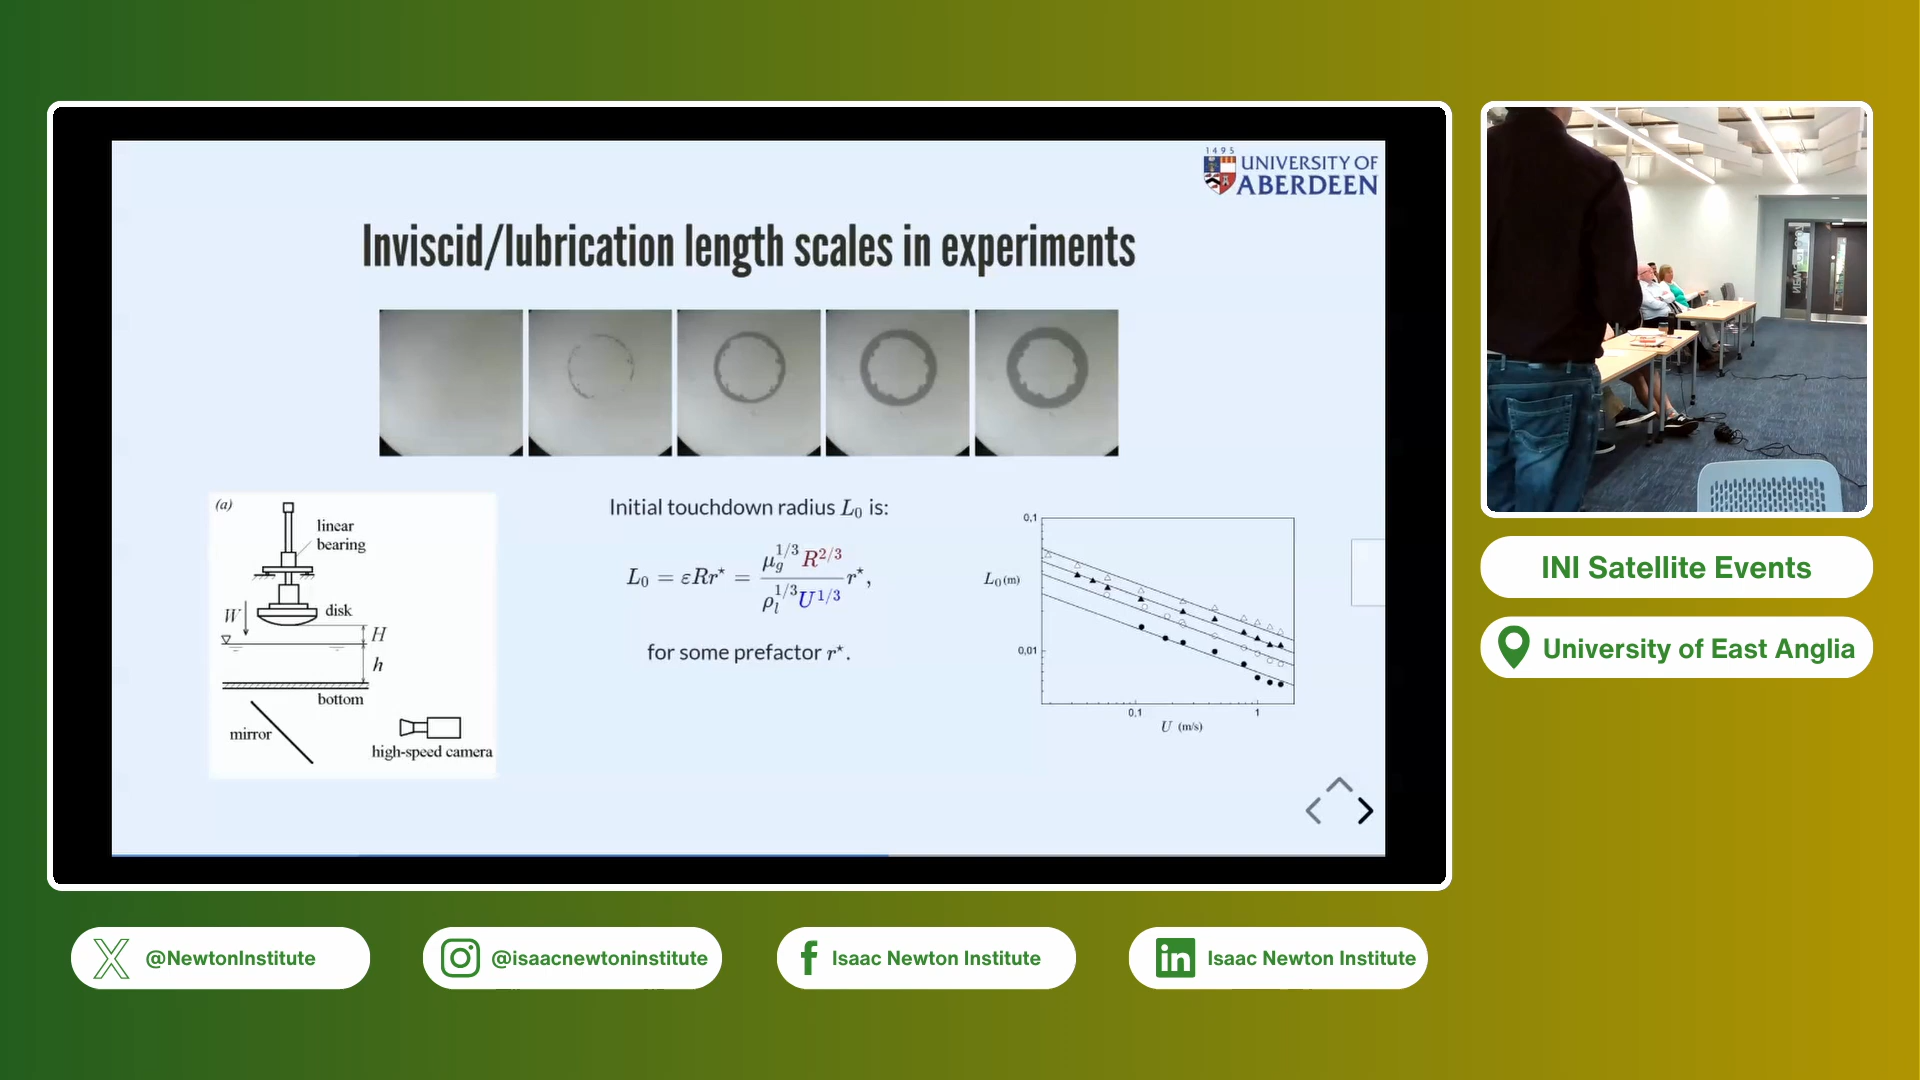 1495
UNIVERSITY OF
ABERDEEN
Inviscid/lubrication length scales in experiments
(a)
linear
bearing
disk
W
H
h
bottom
mirror
high-speed camera
Initial touchdown radius L₀ is:
L₀ = εRr⋆ = μg^1/3 R^2/3 / ρl^1/3 U^1/3 r⋆,
for some prefactor r⋆.
0,1
L₀(m)
0,01
0,1
1
U (m/s)
INI Satellite Events
University of East Anglia
@NewtonInstitute
@isaacnewtoninstitute
Isaac Newton Institute
in
Isaac Newton Institute